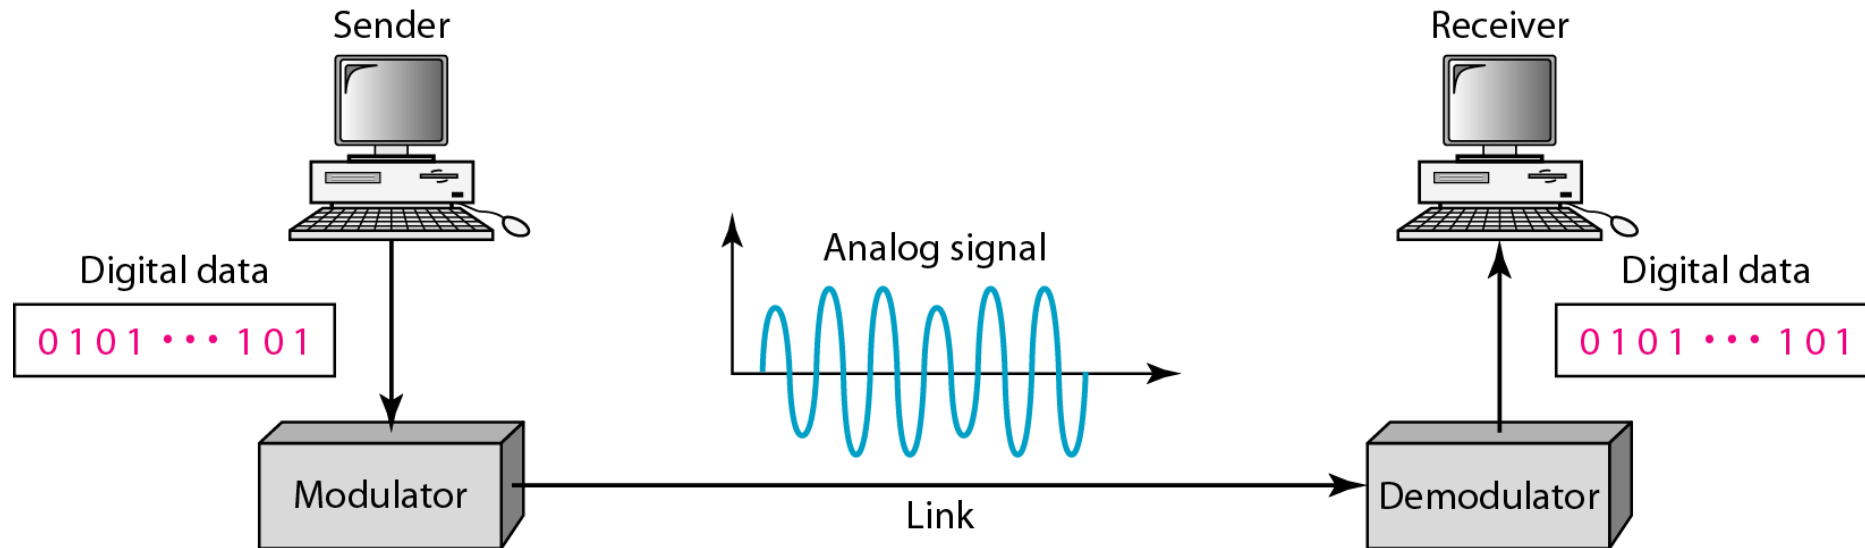 Sender
Receiver
Analog signal
Digital data
Digital data
0101 ••• 101
0101 ••• 101
Modulator
Link
Demodulator